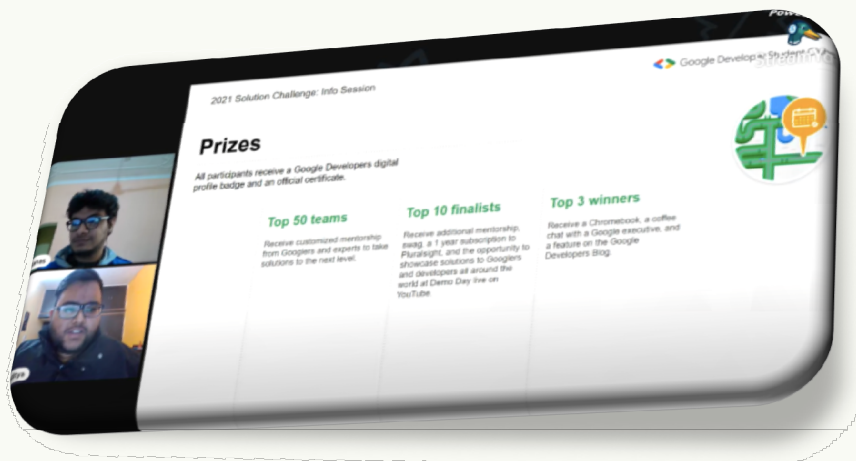 2021 Solution Challenge: Info Session
Google Developer Student Clubs
Prizes
All participants receive a Google Developers digital
profile badge and an official certificate.
Top 50 teams
Receive customized mentorship
from Googlers and experts to take
solutions to the next level.
Top 10 finalists
Receive additional mentorship,
swag, a 1 year subscription to
Pluralsight, and the opportunity to
showcase solutions to Googlers
and developers all around the
world at Demo Day live on
YouTube.
Top 3 winners
Receive a Chromebook, a coffee
chat with a Google executive, and
a feature on the Google
Developers Blog.